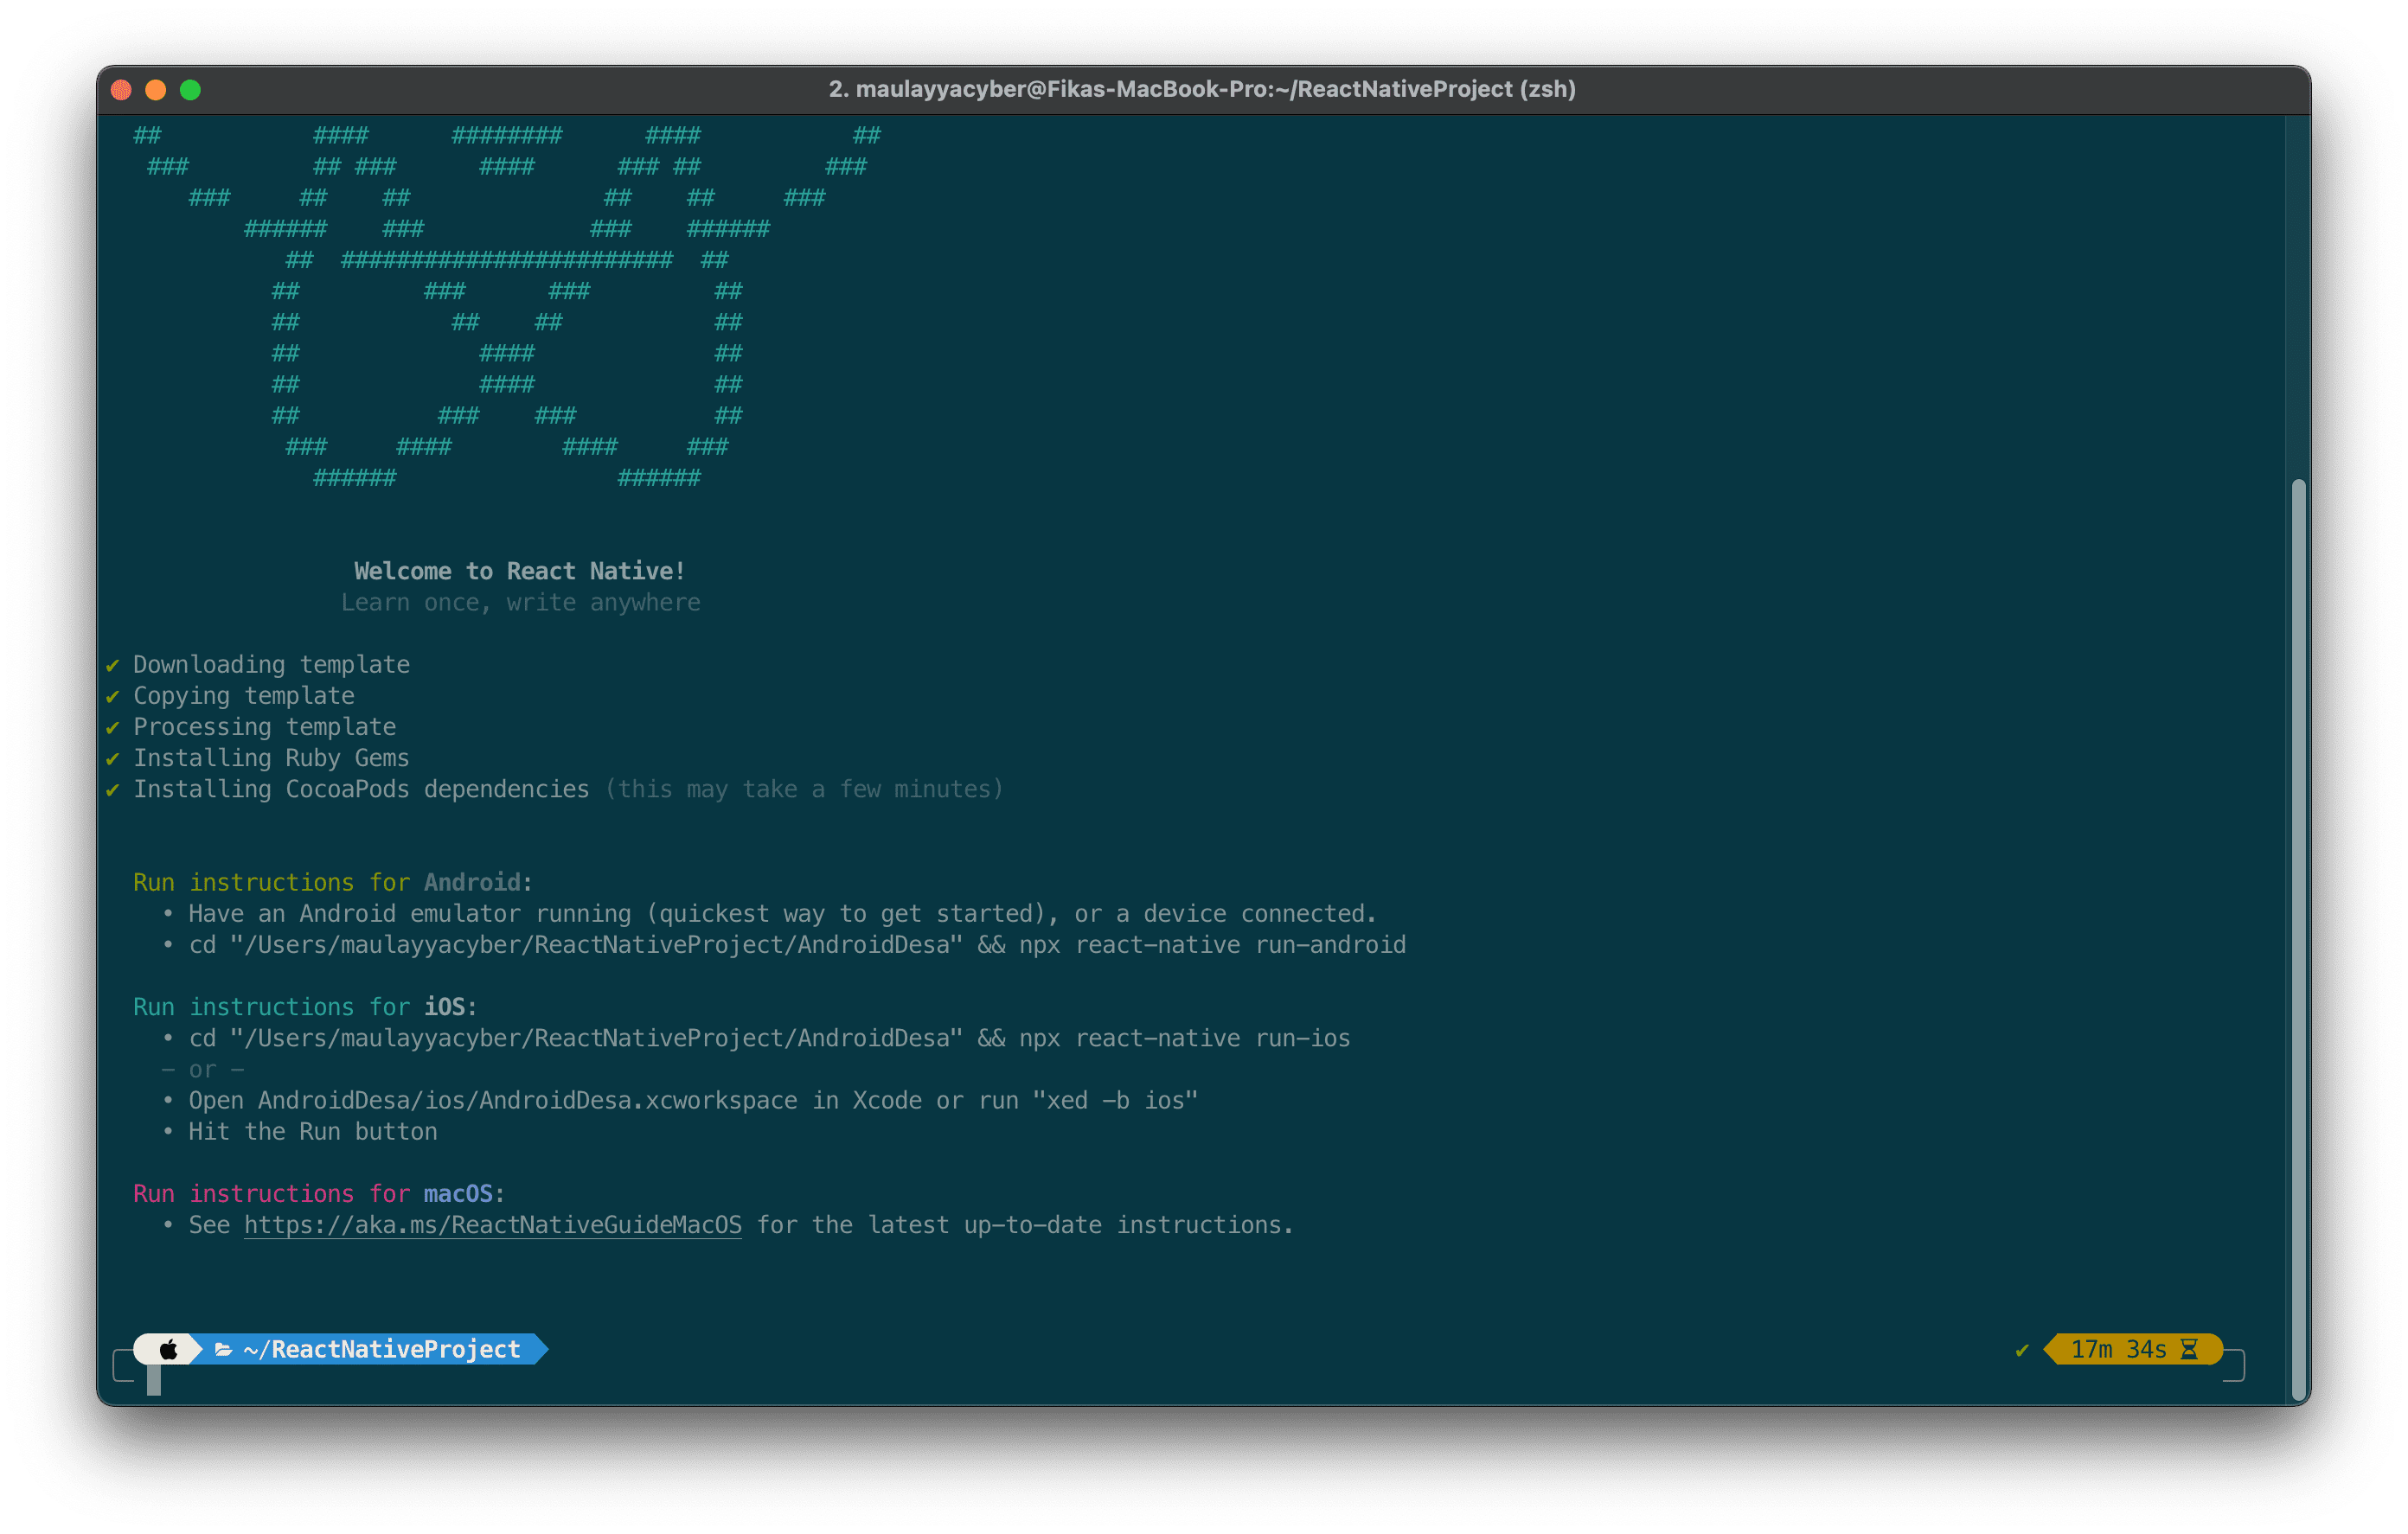 2. maulayyacyber@Fikas-MacBook-Pro:~/ReactNativeProject (zsh)
##           ####      ########      ####           ##
###         ## ###      ####      ### ##         ###
###     ##    ##              ##    ##     ###
######    ###            ###    ######
##  ########################  ##
##         ###      ###         ##
##           ##    ##           ##
##             ####             ##
##             ####             ##
##          ###    ###          ##
###     ####        ####     ###
######                ######
Welcome to React Native!
Learn once, write anywhere
✔ Downloading template
✔ Copying template
✔ Processing template
✔ Installing Ruby Gems
✔ Installing CocoaPods dependencies (this may take a few minutes)
Run instructions for Android:
• Have an Android emulator running (quickest way to get started), or a device connected.
• cd "/Users/maulayyacyber/ReactNativeProject/AndroidDesa" && npx react-native run-android
Run instructions for iOS:
• cd "/Users/maulayyacyber/ReactNativeProject/AndroidDesa" && npx react-native run-ios
- or -
• Open AndroidDesa/ios/AndroidDesa.xcworkspace in Xcode or run "xed -b ios"
• Hit the Run button
Run instructions for macOS:
• See https://aka.ms/ReactNativeGuideMacOS for the latest up-to-date instructions.
~/ReactNativeProject ✔ 17m 34s